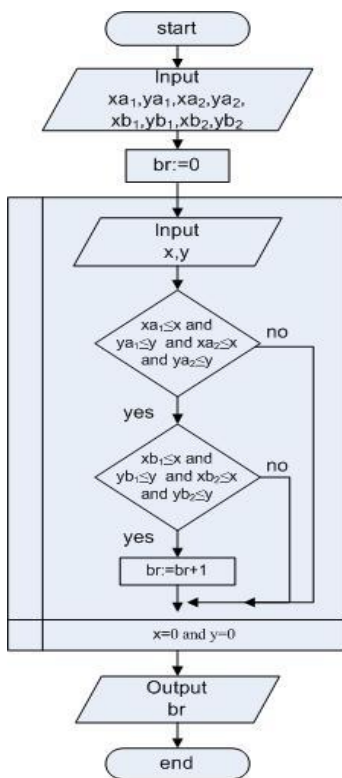 start
Input
xa₁,ya₁,xa₂,ya₂,
xb₁,yb₁,xb₂,yb₂
br:=0
Input
x,y
xa₁≤x and
ya₁≤y and xa₂≤x
and ya₂≤y
no
yes
xb₁≤x and
yb₁≤y and xb₂≤x
and yb₂≤y
no
yes
br:=br+1
x=0 and y=0
Output
br
end